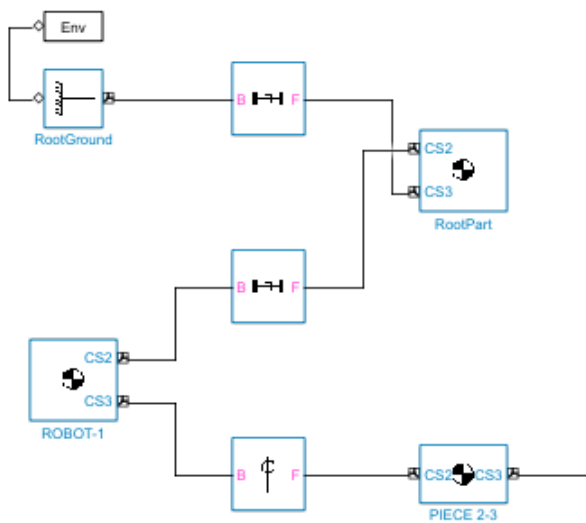 Env
B F
RootGround
CS2
CS3
RootPart
B F
CS2
CS3
ROBOT-1
B F
CS2 CS3
PIECE 2-3